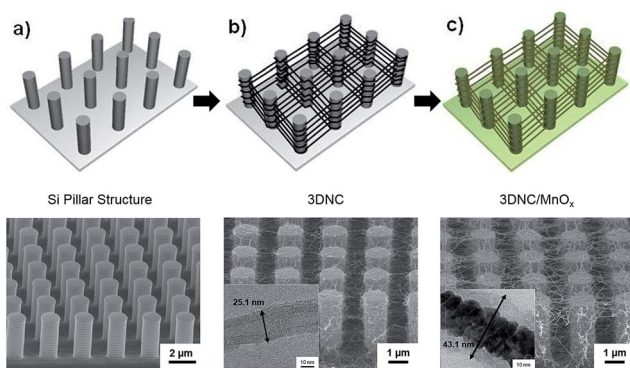 a)
b)
c)
Si Pillar Structure
3DNC
3DNC/MnOx
2 μm
25.1 nm
10 nm
1 μm
43.1 nm
10 nm
1 μm